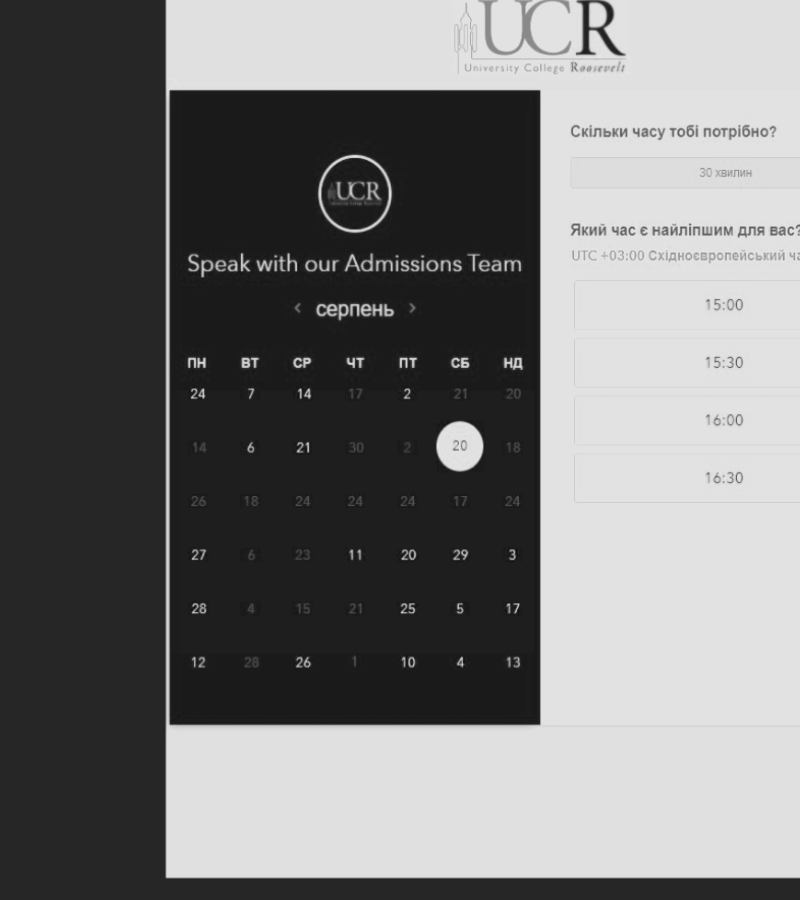 UCR
University College Roosevelt
UCR
Speak with our Admissions Team
< серпень >
ПН ВТ СР ЧТ ПТ СБ НД
24 7 14 17 2 21 20
14 6 21 30 2 20 18
26 18 24 24 24 17 24
27 6 23 11 20 29 3
28 4 15 21 25 5 17
12 28 26 1 10 4 13
Скільки часу тобі потрібно?
30 хвилин
Який час є найліпшим для вас?
UTC +03:00 Східноєвропейський ча
15:00
15:30
16:00
16:30